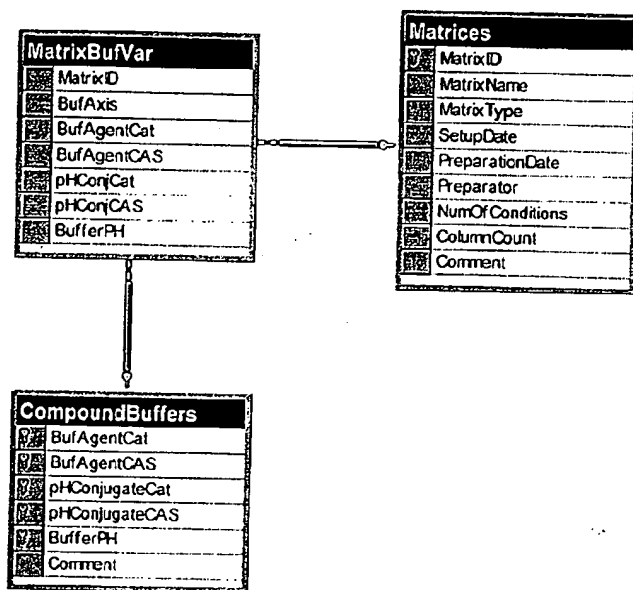 MatrixBufVar
MatrixID
BufAxis
BufAgentCat
BufAgentCAS
pHConjCat
pHConjCAS
BufferPH
Matrices
MatrixID
MatrixName
MatrixType
SetupDate
PreparationDate
Preparator
NumOfConditions
ColumnCount
Comment
CompoundBuffers
BufAgentCat
BufAgentCAS
pHConjugateCat
pHConjugateCAS
BufferPH
Comment